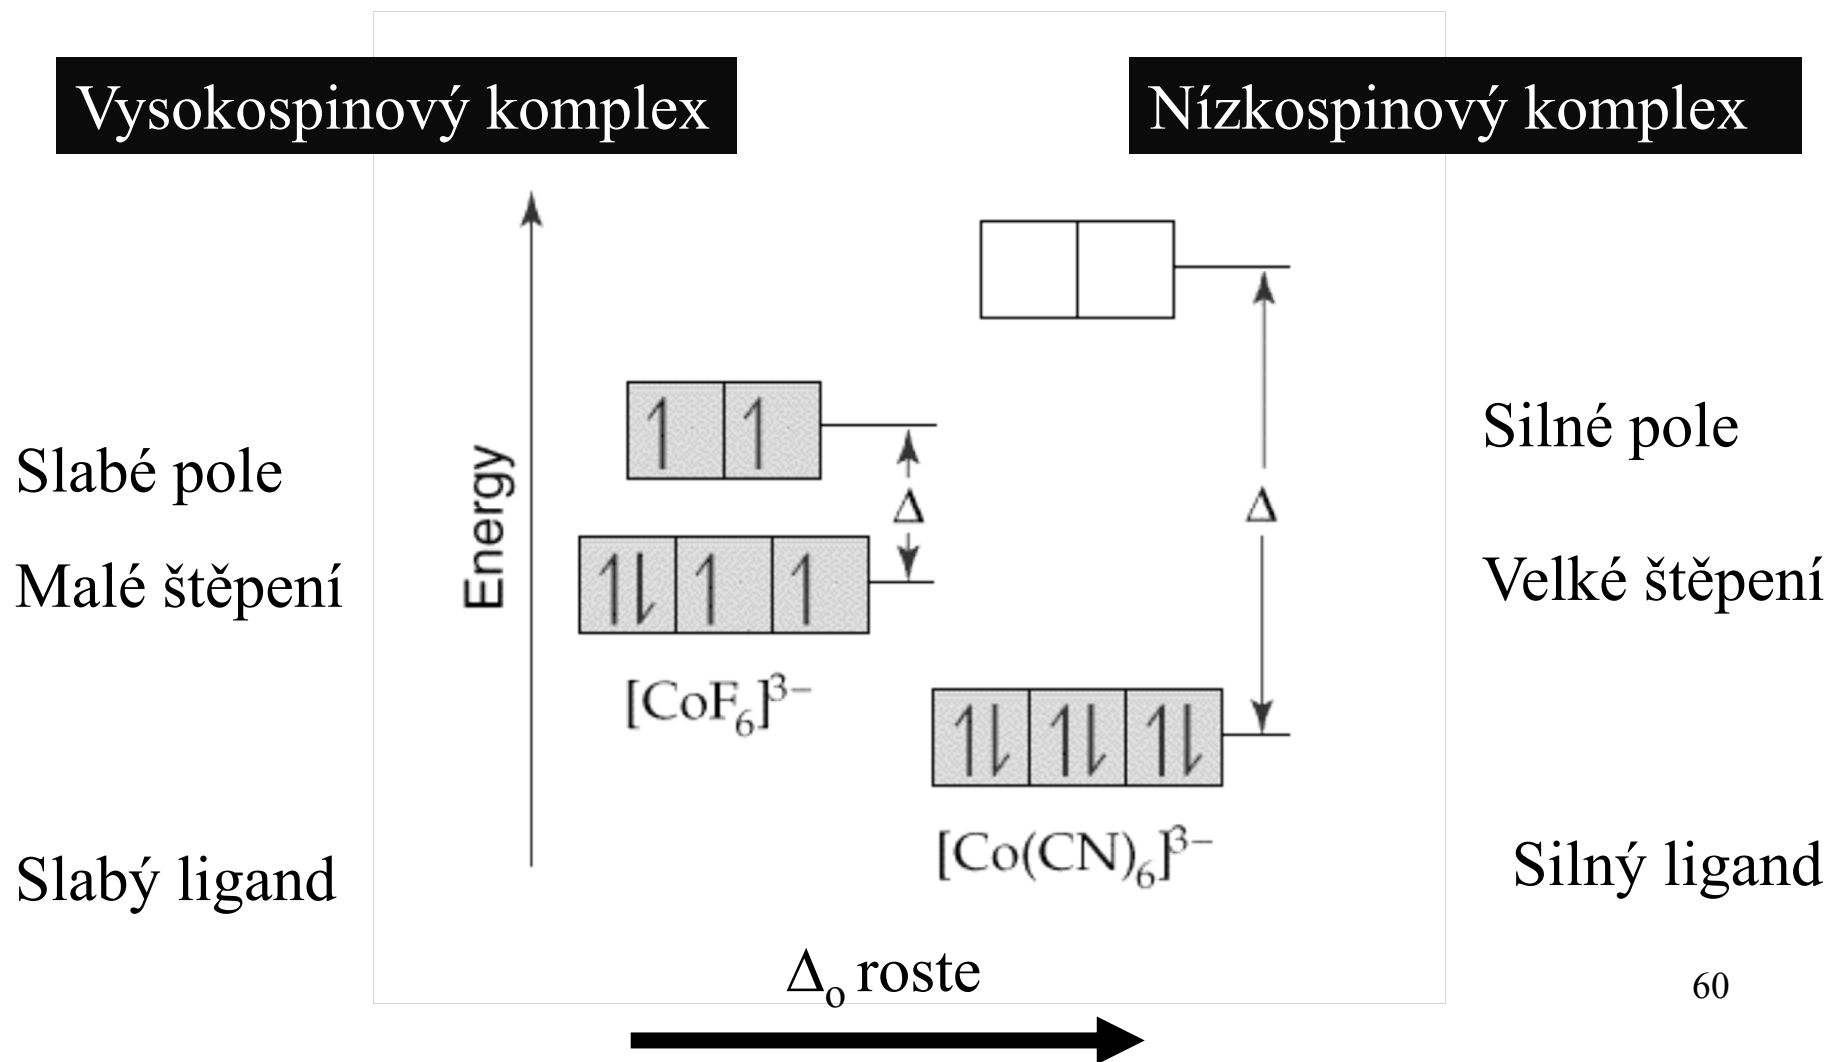 Vysokospinový komplex
Nízkospinový komplex
Energy
Slabé pole
Malé štěpení
Slabý ligand
Δ
[CoF₆]³⁻
Δ
[Co(CN)₆]³⁻
Silné pole
Velké štěpení
Silný ligand
Δₒ roste
60